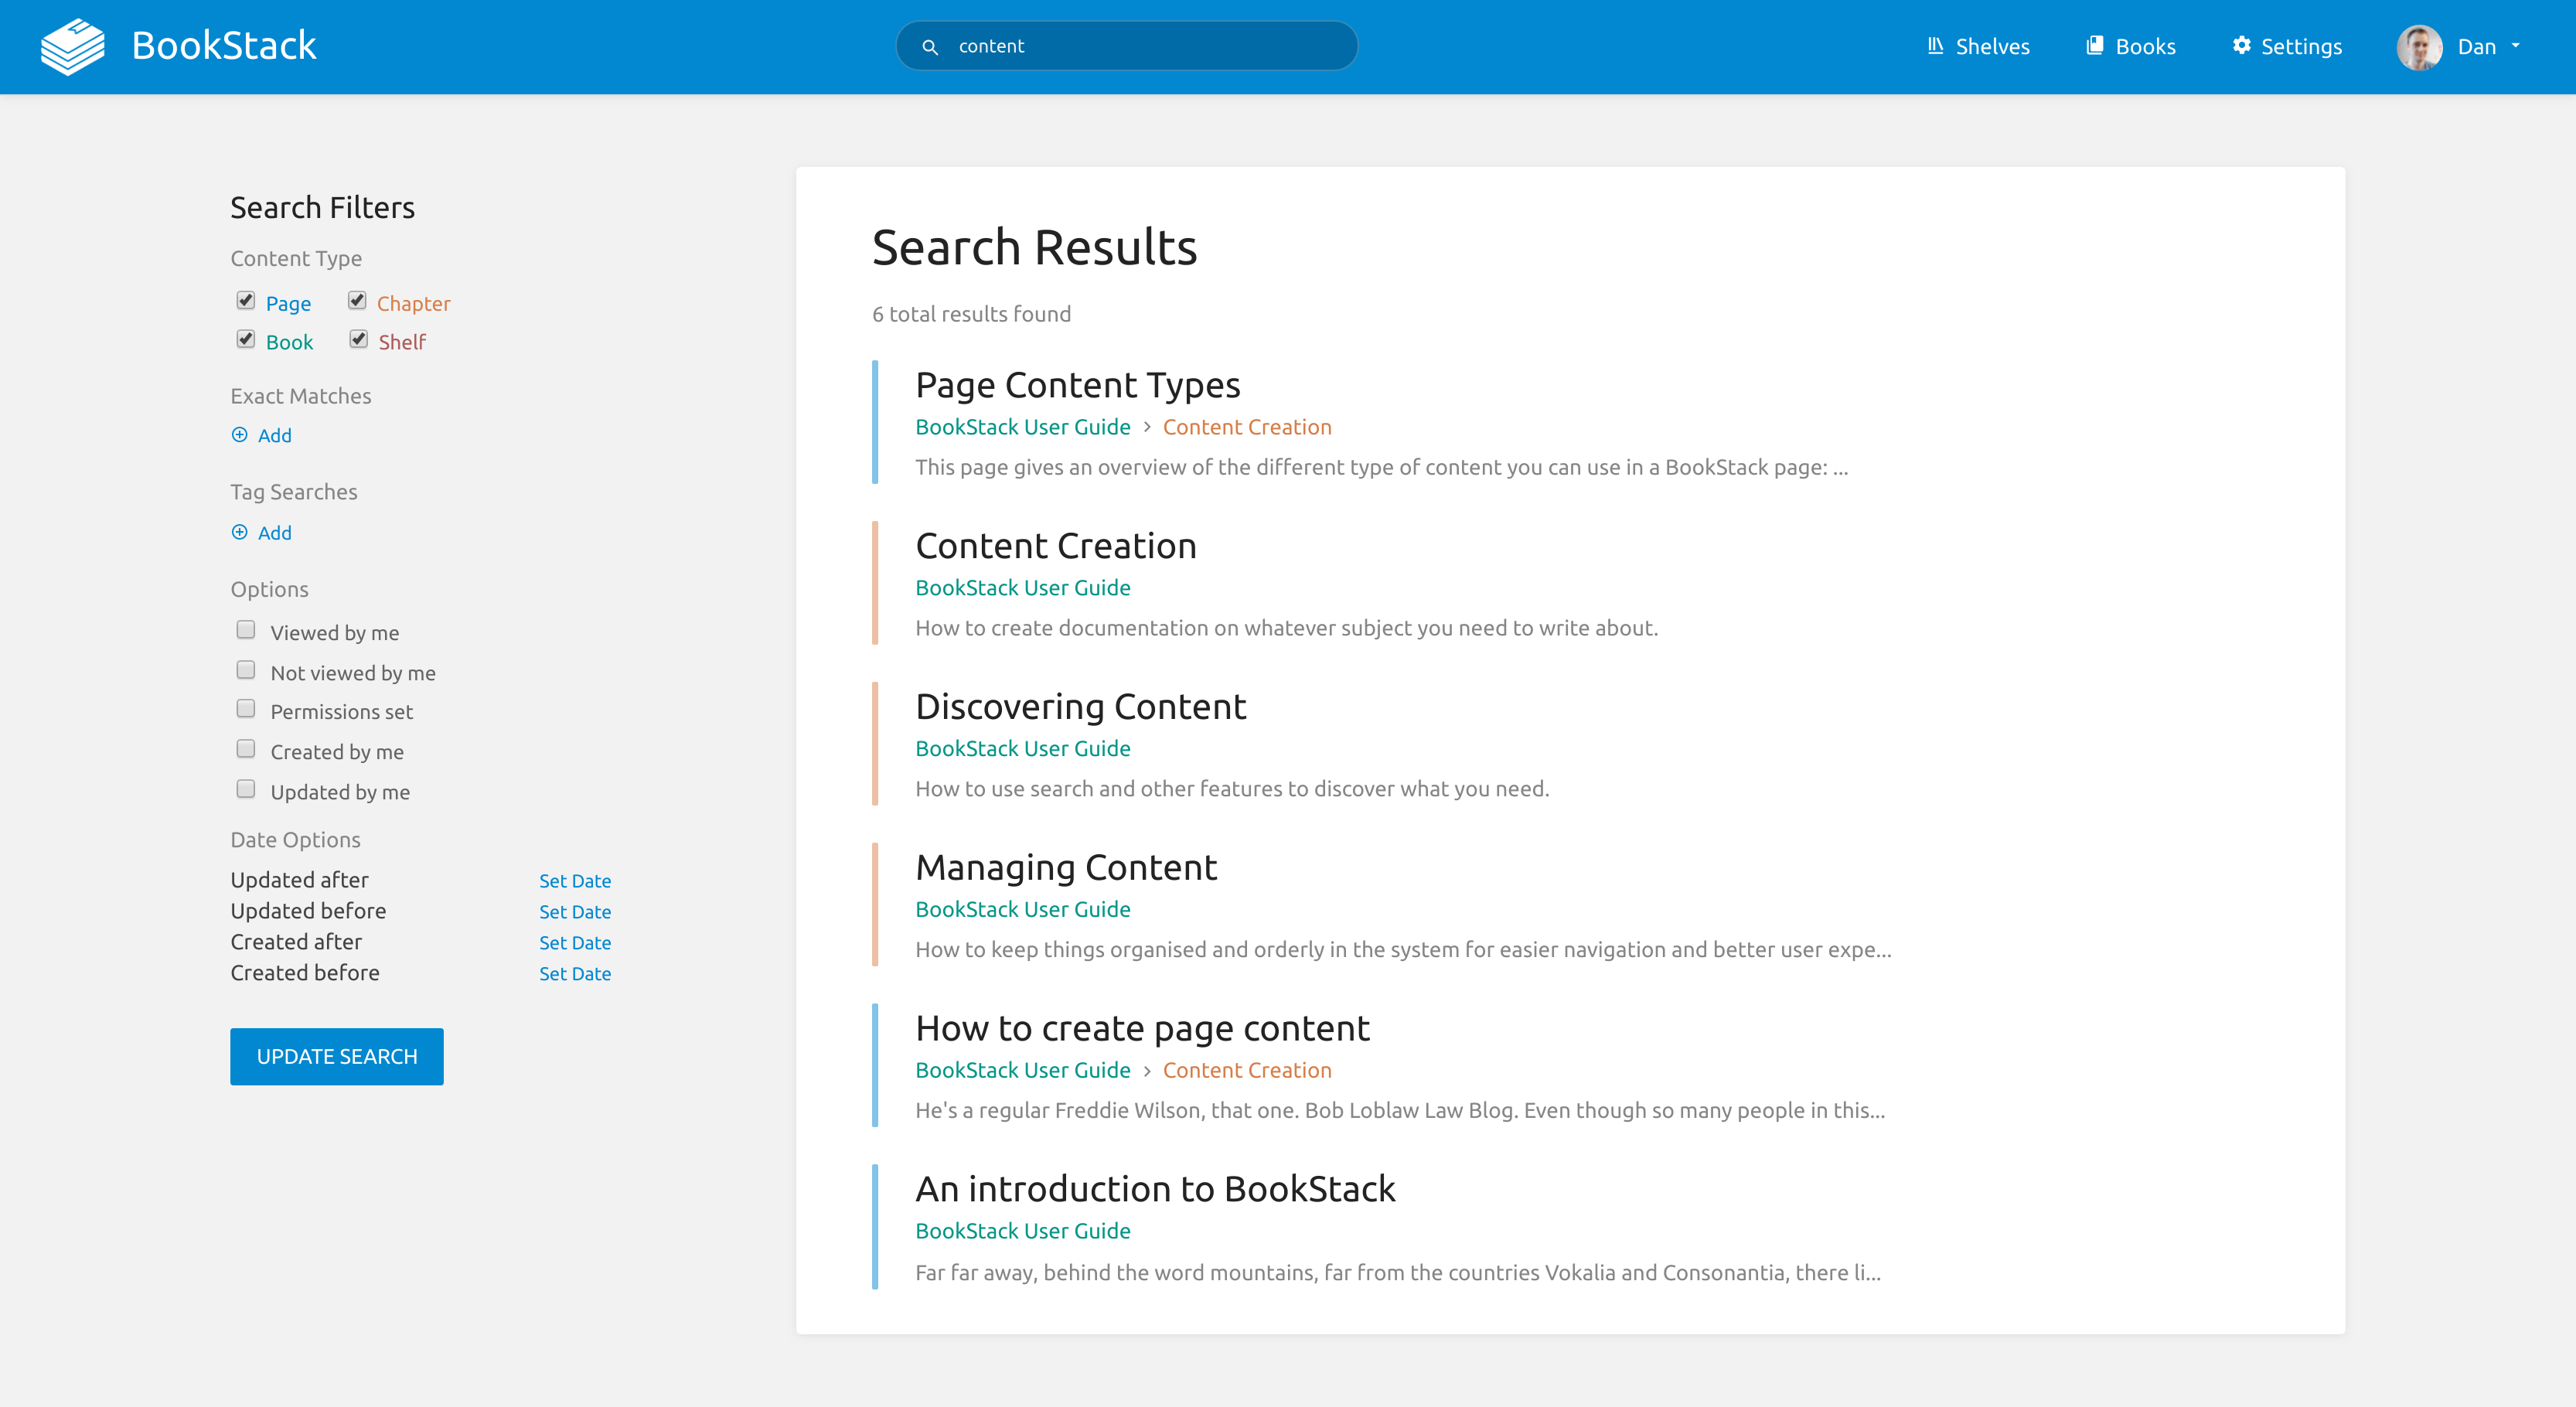 BookStack
content
Shelves
Books
Settings
Dan
Search Filters
Content Type
Page
Chapter
Book
Shelf
Exact Matches
Add
Tag Searches
Add
Options
Viewed by me
Not viewed by me
Permissions set
Created by me
Updated by me
Date Options
Updated after Set Date
Updated before Set Date
Created after Set Date
Created before Set Date
UPDATE SEARCH
Search Results
6 total results found
Page Content Types
BookStack User Guide > Content Creation
This page gives an overview of the different type of content you can use in a BookStack page: ...
Content Creation
BookStack User Guide
How to create documentation on whatever subject you need to write about.
Discovering Content
BookStack User Guide
How to use search and other features to discover what you need.
Managing Content
BookStack User Guide
How to keep things organised and orderly in the system for easier navigation and better user expe...
How to create page content
BookStack User Guide > Content Creation
He's a regular Freddie Wilson, that one. Bob Loblaw Law Blog. Even though so many people in this...
An introduction to BookStack
BookStack User Guide
Far far away, behind the word mountains, far from the countries Vokalia and Consonantia, there li...